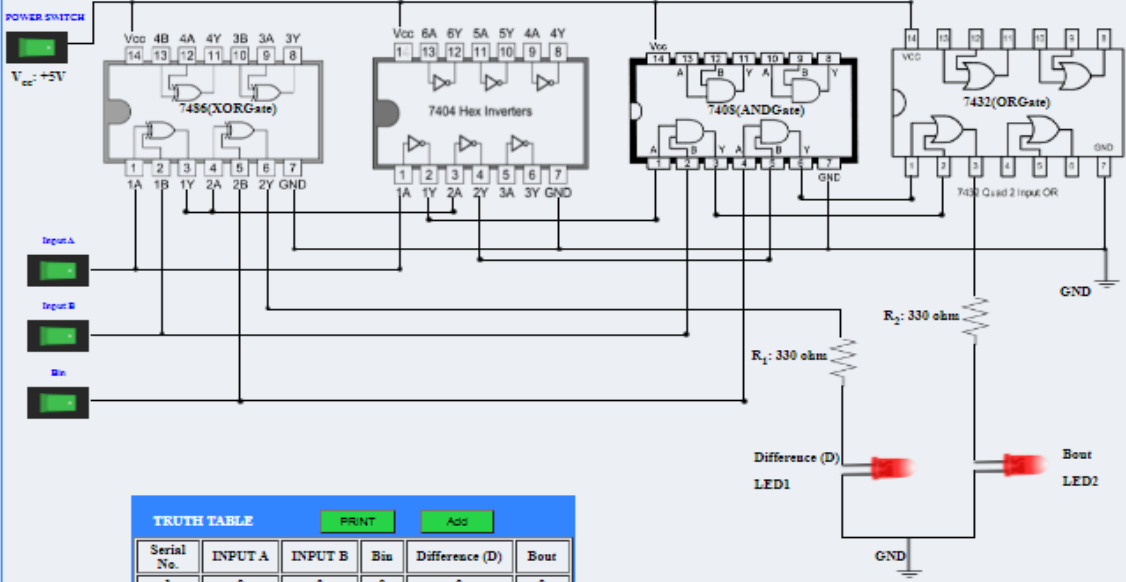 POWER SWITCH
Vcc: +5V
Vcc 4B 4A 4Y 3B 3A 3Y
14 13 12 11 10 9 8
7486(XORGate)
1 2 3 4 5 6 7
1A 1B 1Y 2A 2B 2Y GND
Vcc 6A 6Y 5A 5Y 4A 4Y
13 12 11 10 9 8
7404 Hex Inverters
1 2 3 4 5 6 7
1A 1Y 2A 2Y 3A 3Y GND
Vcc
14 13 12 11 10 9 8
A B Y A B Y
7408(ANDGate)
A B Y A B Y
1 2 3 4 5 6 7
GND
14 13 12 11 10 9 8
VCC
7432(ORGate)
GND
1 2 3 4 5 6 7
7432 Quad 2 Input OR
Input A
Input B
Bin
GND
R2: 330 ohm
R1: 330 ohm
Difference (D)
LED1
Bout
LED2
GND
TRUTH TABLE PRINT Add
Serial No. INPUT A INPUT B Bin Difference (D) Bout